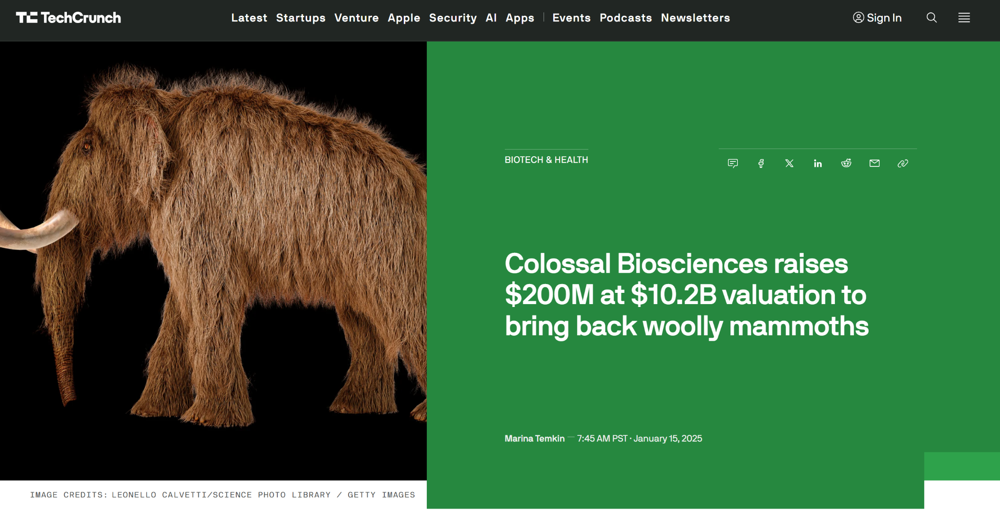 TechCrunch
Latest Startups Venture Apple Security AI Apps | Events Podcasts Newsletters
Sign In
BIOTECH & HEALTH
Colossal Biosciences raises
$200M at $10.2B valuation to
bring back woolly mammoths
Marina Temkin — 7:45 AM PST · January 15, 2025
IMAGE CREDITS: LEONELLO CALVETTI/SCIENCE PHOTO LIBRARY / GETTY IMAGES